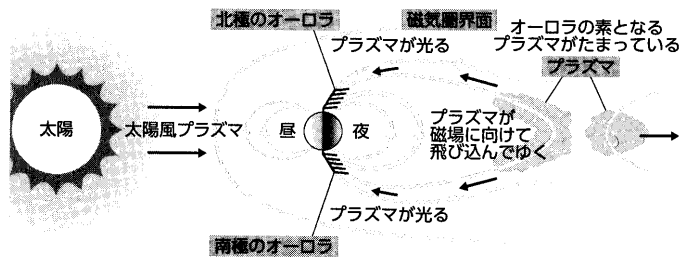 北極のオーロラ
磁気圏界面
オーロラの素となる
プラズマがたまっている
プラズマが光る
プラズマ
太陽
太陽風プラズマ
昼
夜
プラズマが
磁場に向けて
飛び込んでゆく
プラズマが光る
南極のオーロラ